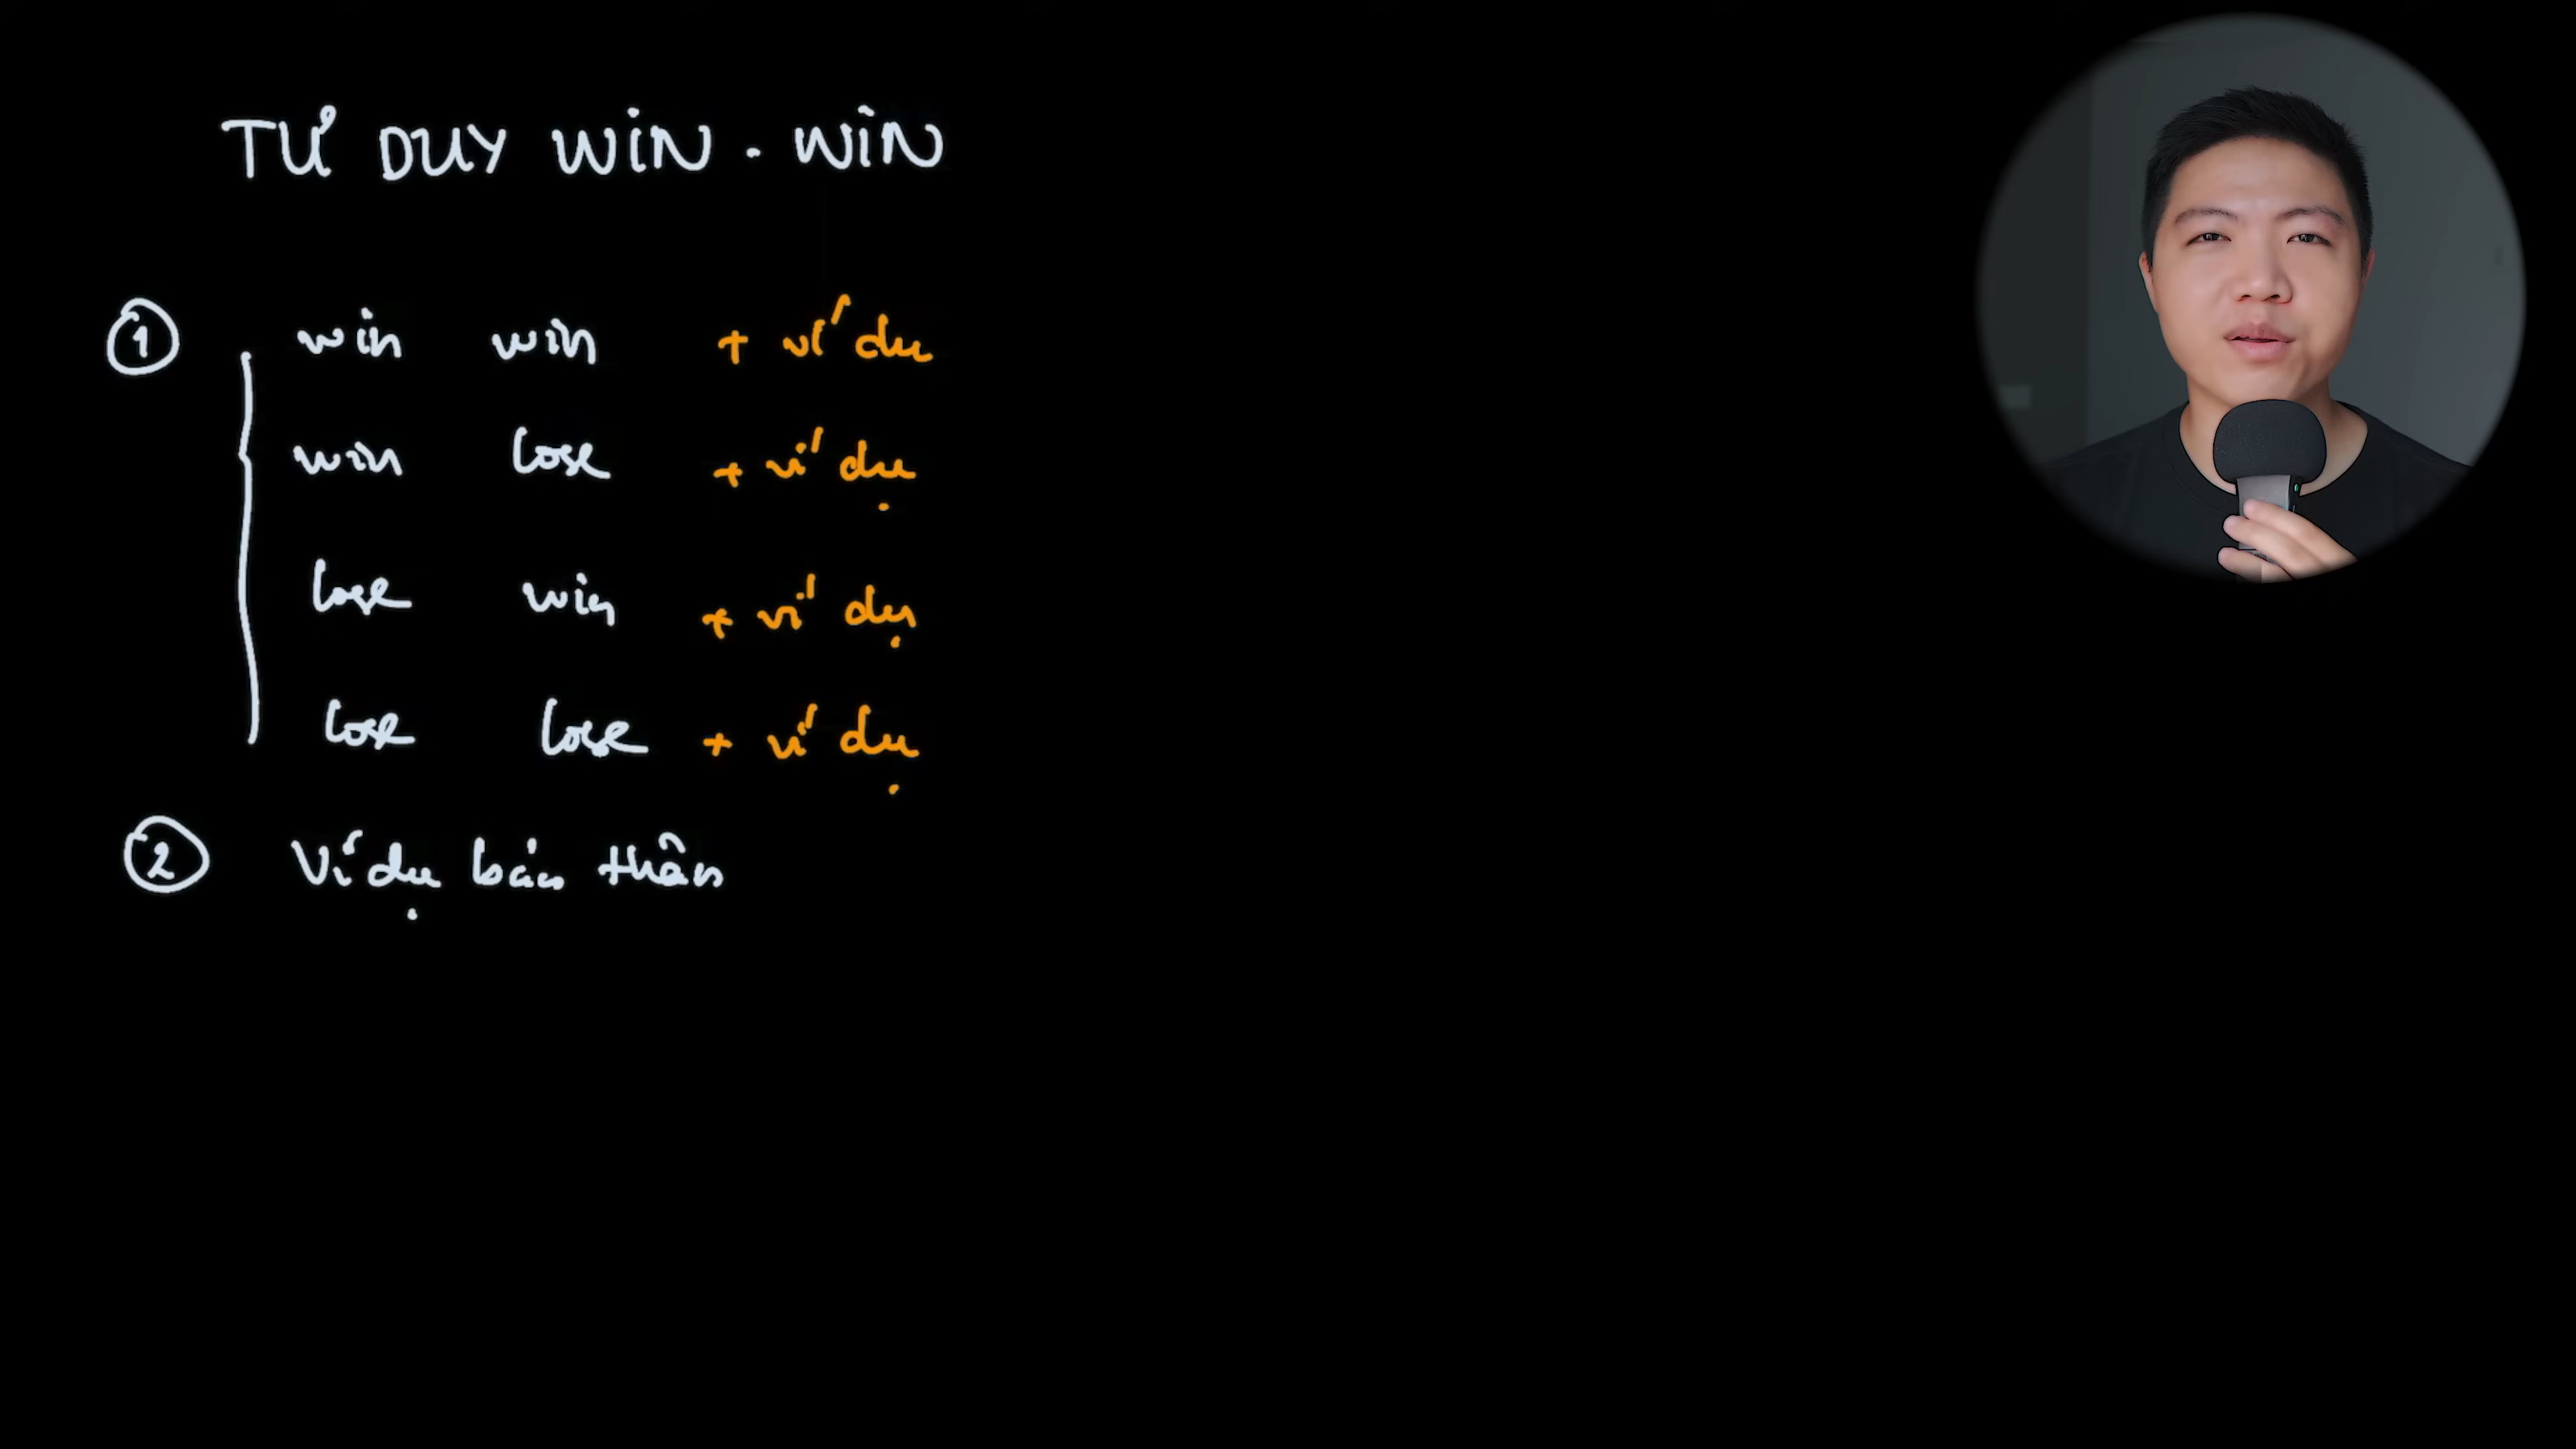 TƯ DUY WIN - WIN
1 win win + ví dụ
win lose + ví dụ
lose win + ví dụ
lose lose + ví dụ
2 Ví dụ bản thân